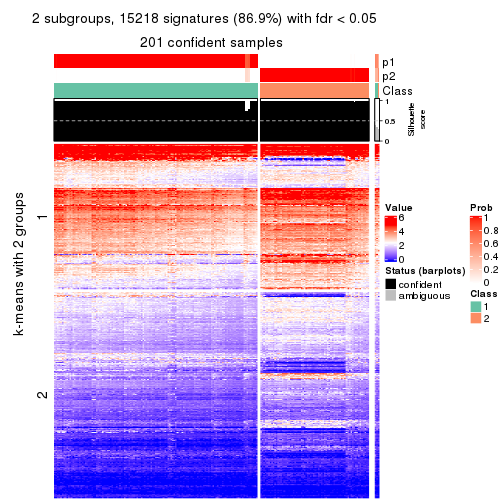 2 subgroups, 15218 signatures (86.9%) with fdr < 0.05
201 confident samples
p1
p2
Class
1
0.5
0
Silhouette
score
k-means with 2 groups
1
2
Value
6
4
2
0
Status (barplots)
confident
ambiguous
Prob
1
0.8
0.6
0.4
0.2
0
Class
1
2